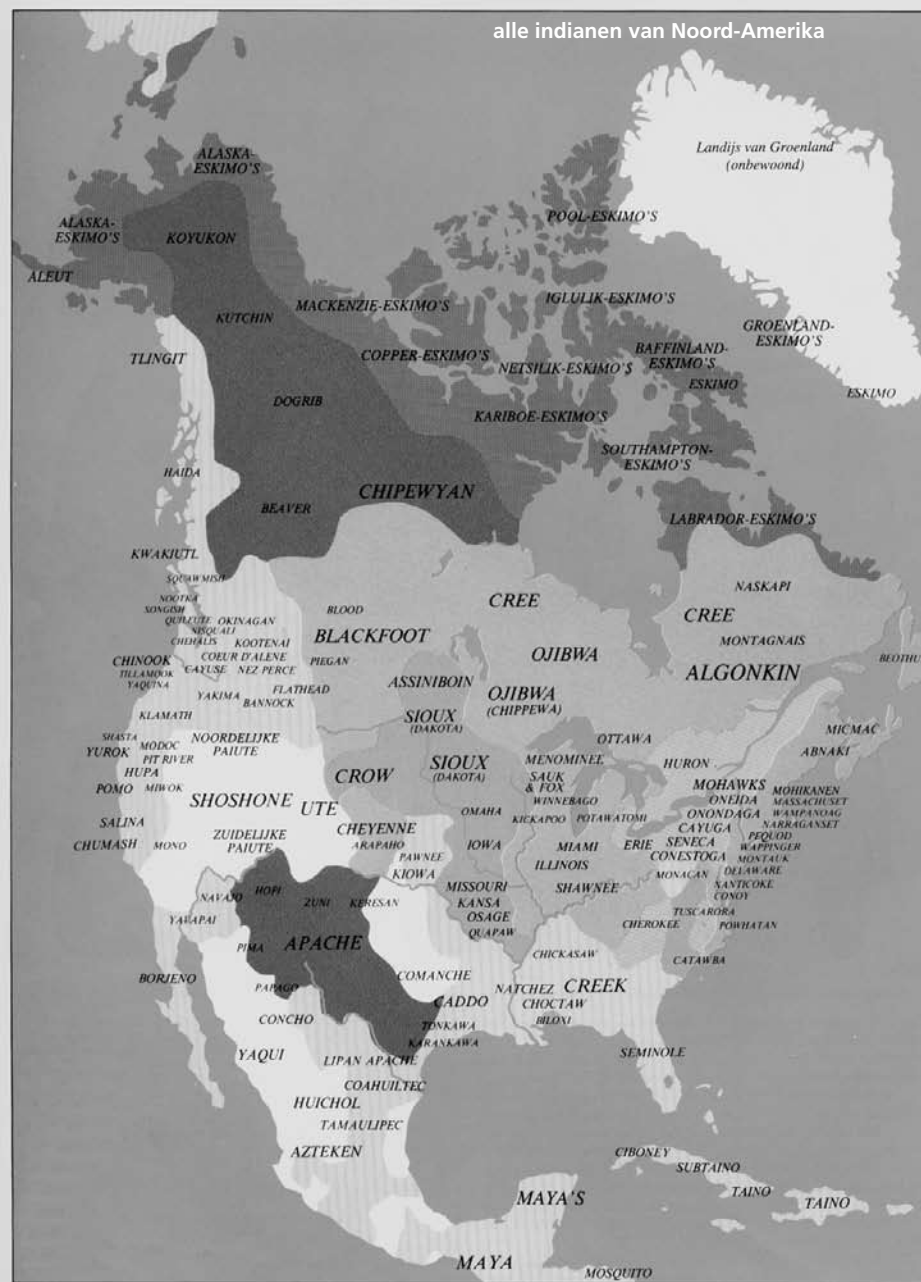 alle indianen van Noord-Amerika
Landijs van Groenland
(onbewoond)
ALASKA-
ESKIMO'S
POOL-ESKIMO'S
ALASKA-
ESKIMO'S
KOYUKON
ALEUT
MACKENZIE-ESKIMO'S
IGLULIK-ESKIMO'S
KUTCHIN
GROENLAND-
ESKIMO'S
TLINGIT
COPPER-ESKIMO'S
BAFFINLAND-
ESKIMO'S
NETSILIK-ESKIMO'S
ESKIMO
ESKIMO
DOGRIB
KARIBOE-ESKIMO'S
SOUTHAMPTON-
ESKIMO'S
HAIDA
CHIPEWYAN
BEAVER
LABRADOR-ESKIMO'S
KWAKIUTL
SQUAWMISH
NASKAPI
NOOTKA
CREE
SONGISH
BLOOD
CREE
QUILEUTE
OKINAGAN
NISQUALI
BLACKFOOT
MONTAGNAIS
CHEHALIS
KOOTENAI
OJIBWA
COEUR D'ALENE
CHINOOK
PIEGAN
BEOTHU
CAYUSE
NEZ PERCE
ALGONKIN
TILLAMOOK
ASSINIBOIN
YAQUINA
FLATHEAD
OJIBWA
(CHIPPEWA)
YAKIMA
BANNOCK
KLAMATH
SIOUX
(DAKOTA)
MICMAC
SHASTA
NOORDELIJKE
PAIUTE
OTTAWA
ABNAKI
YUROK
MODOC
PIT RIVER
SIOUX
(DAKOTA)
MENOMINEE
HURON
HUPA
CROW
SAUK
& FOX
MOHAWKS
POMO
MIWOK
WINNEBAGO
ONEIDA
MOHIKANEN
SHOSHONE
UTE
OMAHA
KICKAPOO
POTAWATOMI
ONONDAGA
MASSACHUSET
SALINA
CHEYENNE
CAYUGA
WAMPANOAG
NARRAGANSET
CHUMASH
MONO
ZUIDELIJKE
PAIUTE
ARAPAHO
IOWA
MIAMI
ERIE
SENECA
PEQUOD
PAWNEE
ILLINOIS
CONESTOGA
WAPPINGER
MONTAUK
KIOWA
MONACAN
DELAWARE
NAVAJO
HOPI
ZUNI
KERESAN
MISSOURI
SHAWNEE
NANTICOKE
KANSA
CONOY
YAVAPAI
OSAGE
TUSCARORA
QUAPAW
CHEROKEE
POWHATAN
PIMA
APACHE
CHICKASAW
CATAWBA
BORJENO
PAPAGO
COMANCHE
NATCHEZ
CREEK
CADDO
CHOCTAW
CONCHO
TONKAWA
BILOXI
KARANKAWA
YAQUI
LIPAN APACHE
SEMINOLE
COAHUILTEC
HUICHOL
TAMAULIPEC
AZTEKEN
CIBONEY
SUBTAINO
TAINO
TAINO
MAYA'S
MAYA
MOSQUITO